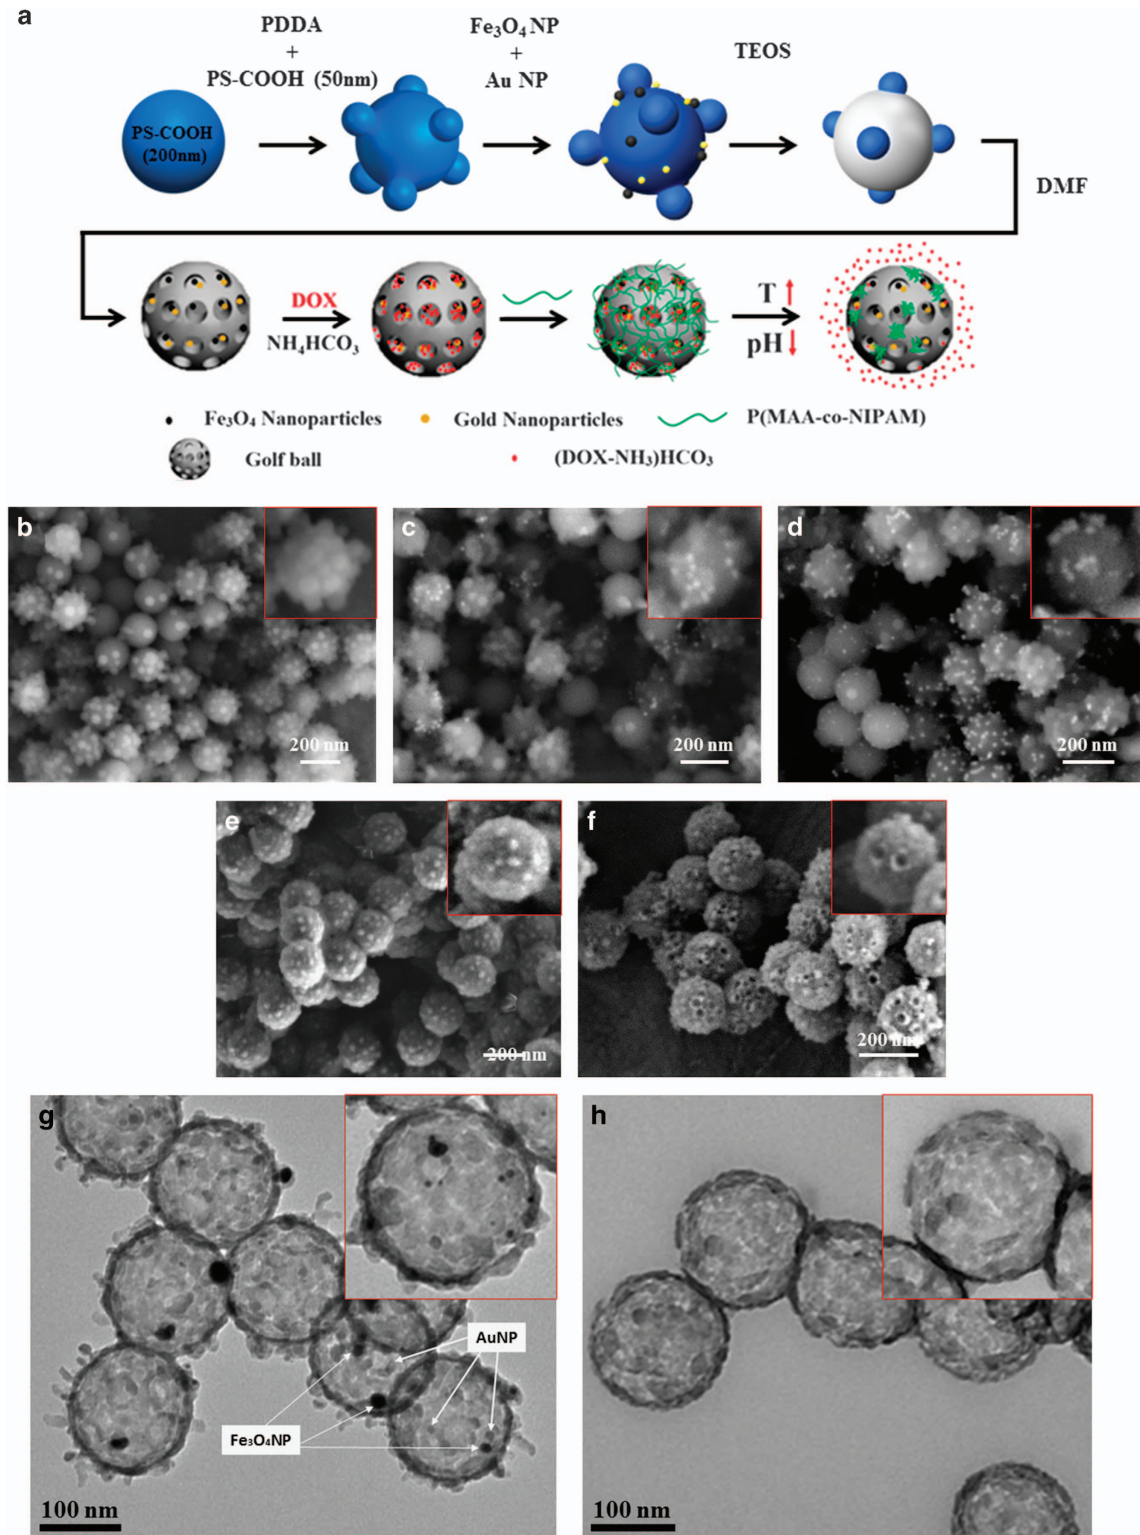 a
PDDA
+
PS-COOH (50nm)
Fe₃O₄ NP
+
Au NP
TEOS
PS-COOH
(200nm)
DMF
DOX
NH₄HCO₃
T
pH
Fe₃O₄ Nanoparticles
Gold Nanoparticles
P(MAA-co-NIPAM)
Golf ball
(DOX-NH₃)HCO₃
b
200 nm
c
200 nm
d
200 nm
e
200 nm
f
200 nm
g
AuNP
Fe₃O₄NP
100 nm
h
100 nm